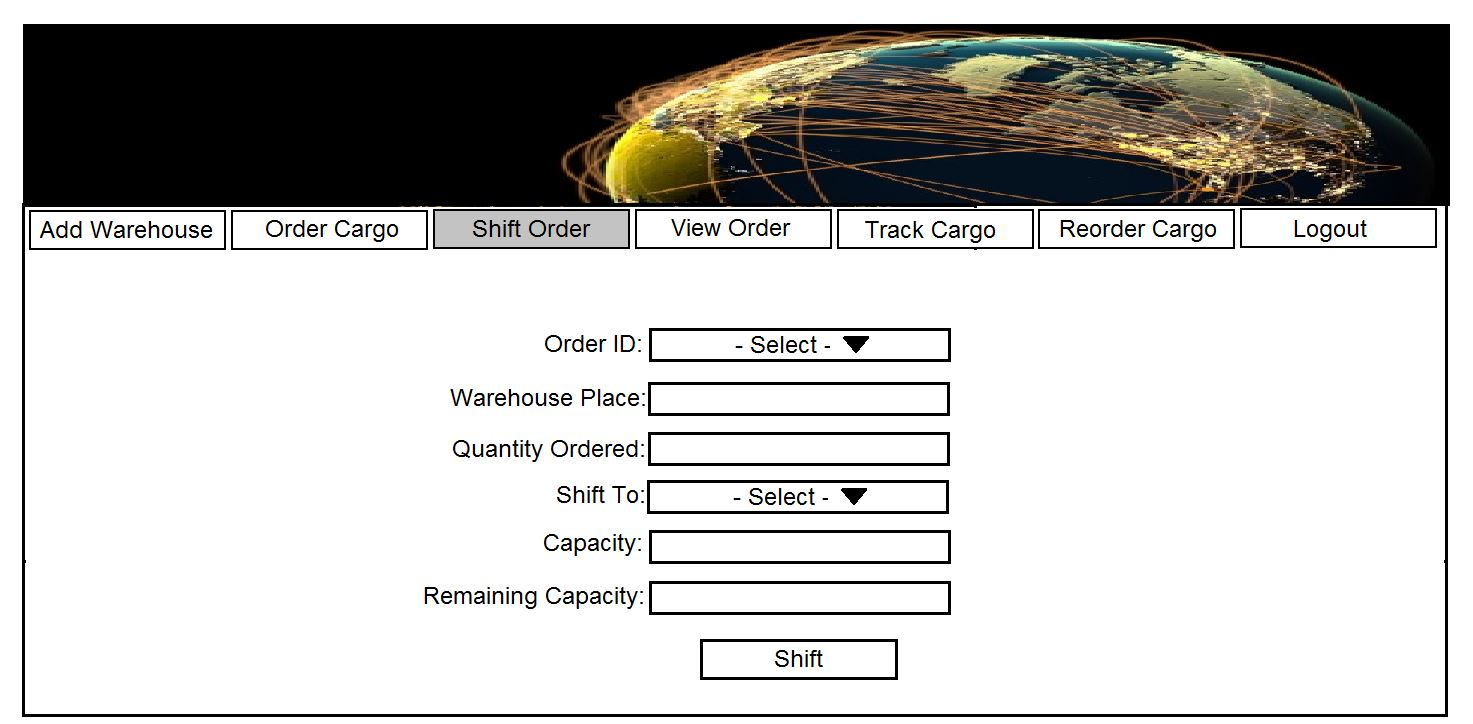 Add Warehouse Order Cargo Shift Order View Order Track Cargo Reorder Cargo Logout
Order ID: - Select -
Warehouse Place:
Quantity Ordered:
Shift To: - Select -
Capacity:
Remaining Capacity:
Shift